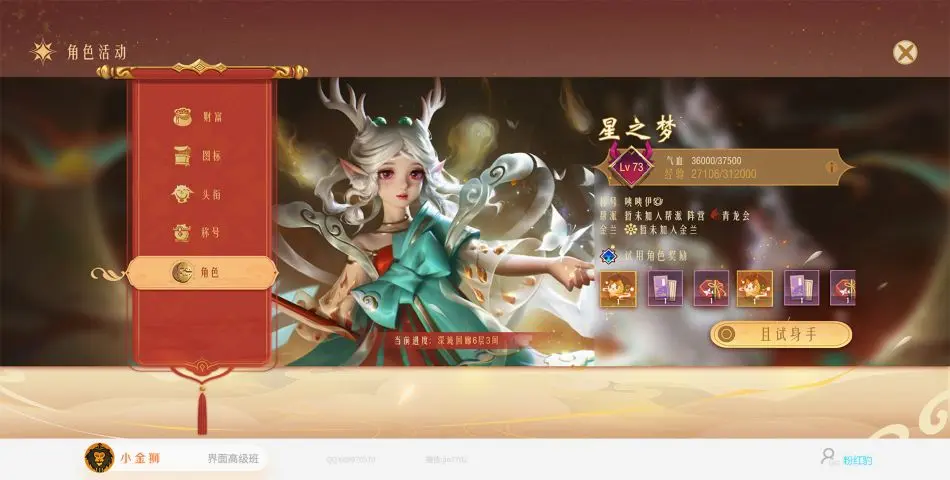 角色活动
财富
图标
头衔
称号
角色
星之梦
Lv 73
气血 36000/37500
经验 27106/312000
称号 咦咦伊
帮派 暂未加入帮派 阵营 青龙会
金兰 暂未加入金兰
试用角色奖励
当前进度：深渊回廊6层3间
且试身手
小金狮
界面高级班
粉红豹